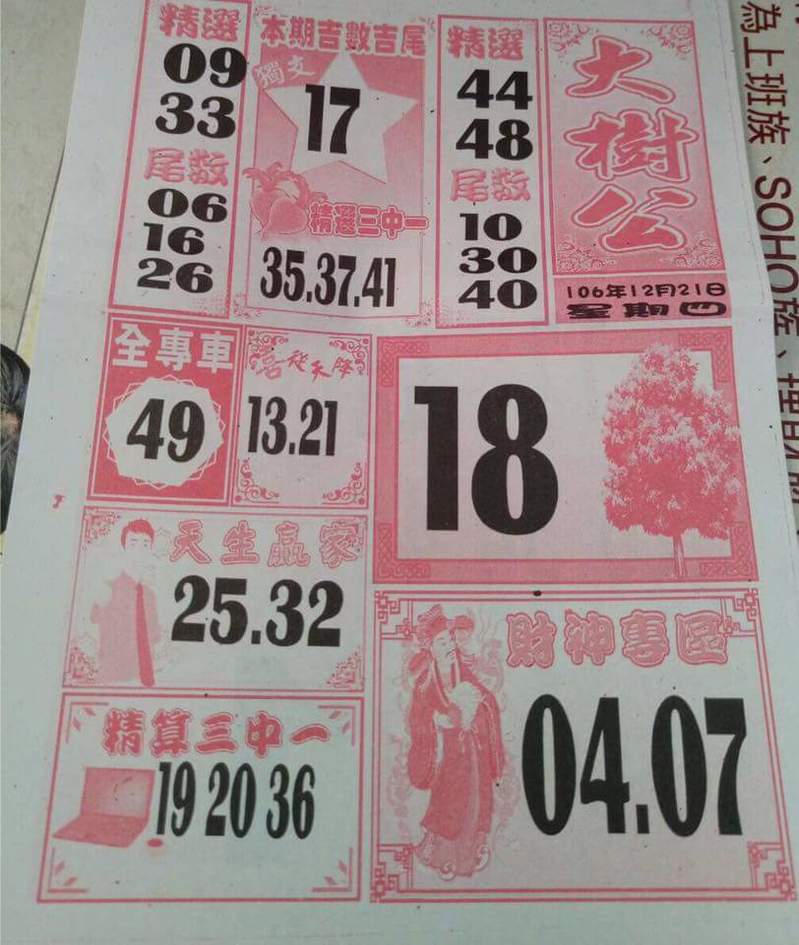 精選
09
33
尾数
06
16
26
本期吉數吉尾
獨支
17
精選三中一
35.37.41
精選
44
48
尾数
10
30
40
大樹公
106年12月21日
星期四
全專車
49
喜從天降
13.21
18
天生贏家
25.32
財神專區
04.07
精算三中一
19 20 36
為上班族、SOHO族、